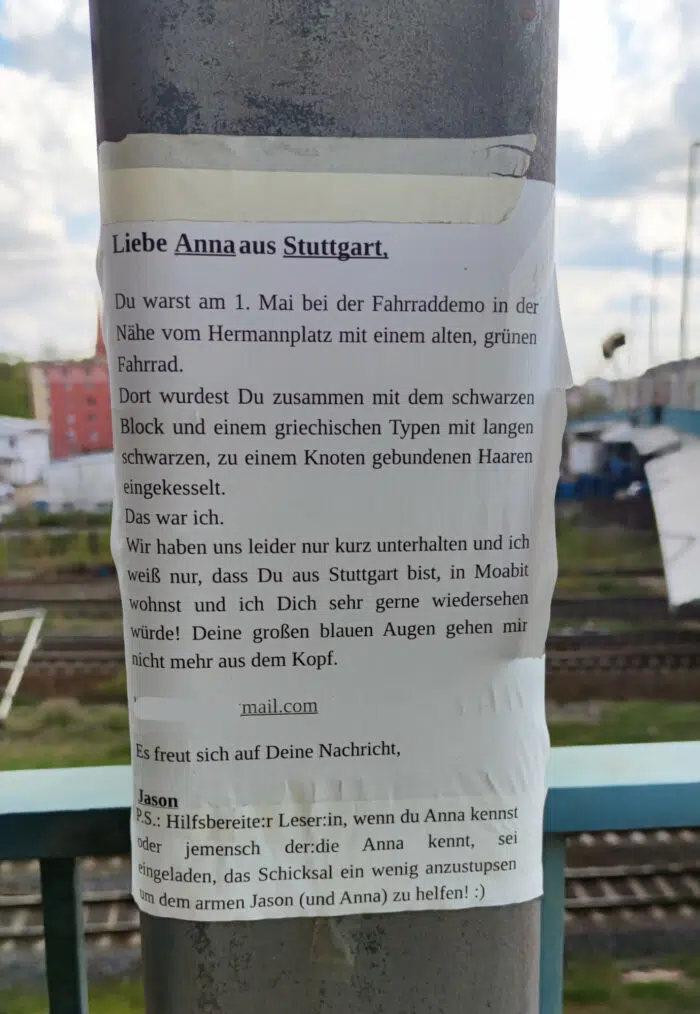 Liebe Anna aus Stuttgart,
Du warst am 1. Mai bei der Fahrraddemo in der
Nähe vom Hermannplatz mit einem alten, grünen
Fahrrad.
Dort wurdest Du zusammen mit dem schwarzen
Block und einem griechischen Typen mit langen
schwarzen, zu einem Knoten gebundenen Haaren
eingekesselt.
Das war ich.
Wir haben uns leider nur kurz unterhalten und ich
weiß nur, dass Du aus Stuttgart bist, in Moabit
wohnst und ich Dich sehr gerne wiedersehen
würde! Deine großen blauen Augen gehen mir
nicht mehr aus dem Kopf.
mail.com
Es freut sich auf Deine Nachricht,
Jason
P.S.: Hilfsbereite:r Leser:in, wenn du Anna kennst
oder jemensch der:die Anna kennt, sei
eingeladen, das Schicksal ein wenig anzustupsen
um dem armen Jason (und Anna) zu helfen! :)